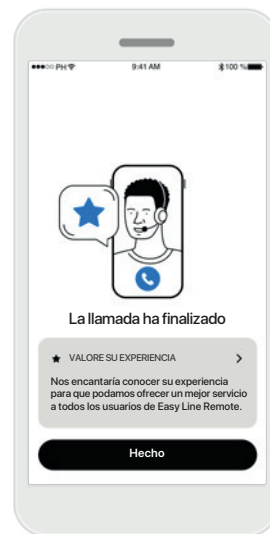 PH 9:41 AM 100 %
La llamada ha finalizado
VALORE SU EXPERIENCIA
Nos encantaría conocer su experiencia
para que podamos ofrecer un mejor servicio
a todos los usuarios de Easy Line Remote.
Hecho